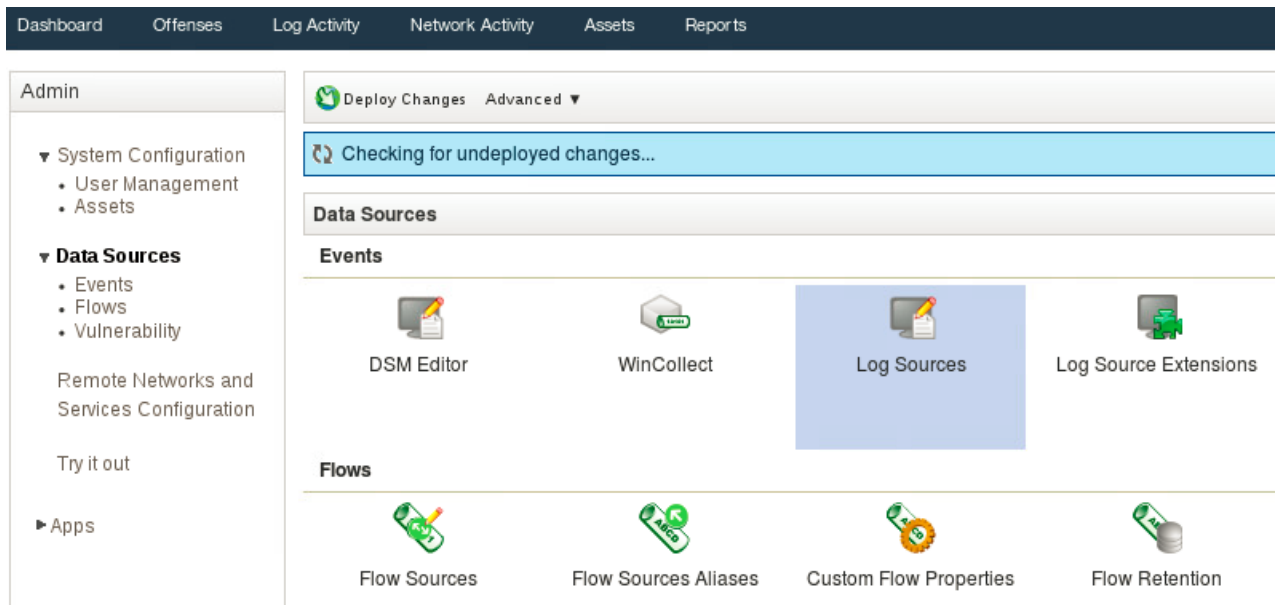 Dashboard Offenses Log Activity Network Activity Assets Reports
Admin
System Configuration
User Management
Assets
Data Sources
Events
Flows
Vulnerability
Remote Networks and
Services Configuration
Try it out
Apps
Deploy Changes Advanced ▼
Checking for undeployed changes...
Data Sources
Events
DSM Editor WinCollect Log Sources Log Source Extensions
Flows
Flow Sources Flow Sources Aliases Custom Flow Properties Flow Retention